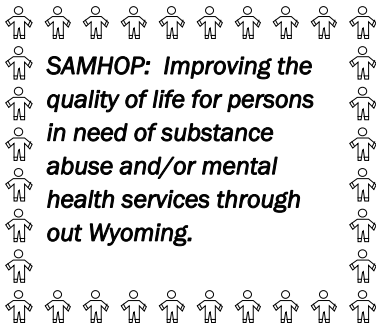 SAMHOP:  Improving the
quality of life for persons
in need of substance
abuse and/or mental
health services through
out Wyoming.